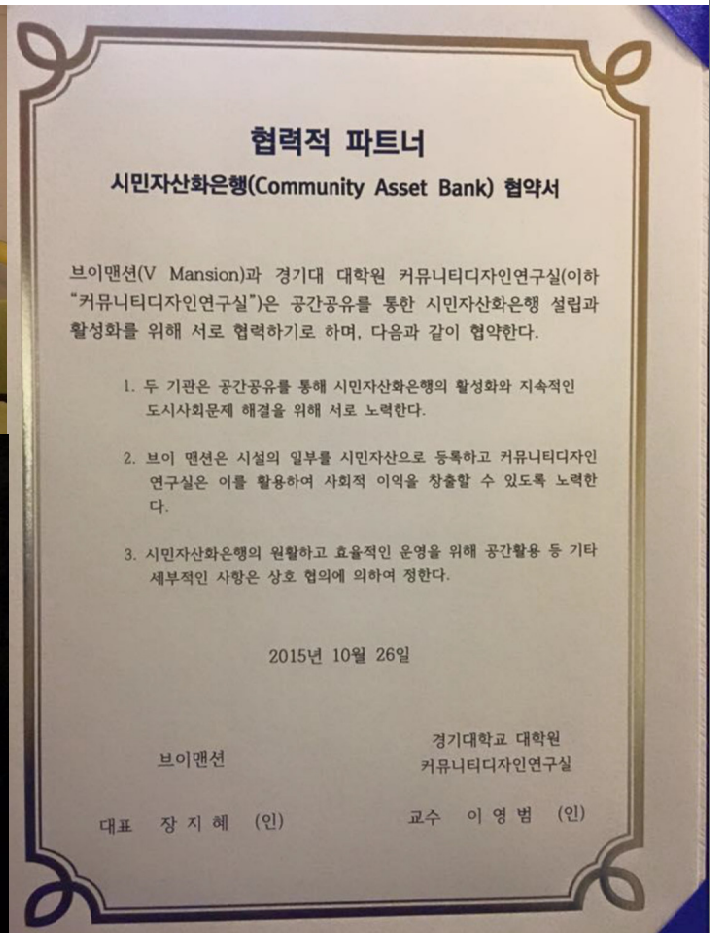 협력적 파트너
시민자산화은행(Community Asset Bank) 협약서
브이맨션(V Mansion)과 경기대 대학원 커뮤니티디자인연구실(이하
“커뮤니티디자인연구실”)은 공간공유를 통한 시민자산화은행 설립과
활성화를 위해 서로 협력하기로 하며, 다음과 같이 협약한다.
1. 두 기관은 공간공유를 통해 시민자산화은행의 활성화와 지속적인
도시사회문제 해결을 위해 서로 노력한다.
2. 브이 맨션은 시설의 일부를 시민자산으로 등록하고 커뮤니티디자인
연구실은 이를 활용하여 사회적 이익을 창출할 수 있도록 노력한
다.
3. 시민자산화은행의 원활하고 효율적인 운영을 위해 공간활용 등 기타
세부적인 사항은 상호 협의에 의하여 정한다.
2015년 10월 26일
브이맨션
대표 장 지 혜 (인)
경기대학교 대학원
커뮤니티디자인연구실
교수 이 영 범 (인)